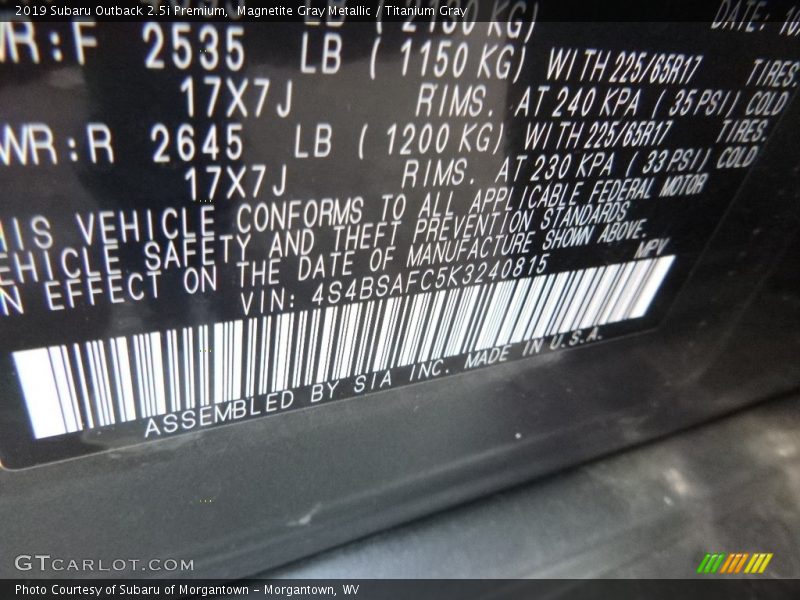 2019 Subaru Outback 2.5i Premium, Magnetite Gray Metallic / Titanium Gray
KG)
DATE:
WR:F 2535 LB ( 1150 KG) WITH 225/65R17 TIRES,
17X7J RIMS, AT 240 KPA ( 35 PSI) COLD
WR:R 2645 LB ( 1200 KG) WITH 225/65R17 TIRES,
17X7J RIMS, AT 230 KPA ( 33 PSI) COLD
HIS VEHICLE CONFORMS TO ALL APPLICABLE FEDERAL MOTOR
EHICLE SAFETY AND THEFT PREVENTION STANDARDS
N EFFECT ON THE DATE OF MANUFACTURE SHOWN ABOVE.
VIN: 4S4BSAFC5K3240815 MPV
ASSEMBLED BY SIA INC. MADE IN U.S.A.
GTCARLOT.COM
Photo Courtesy of Subaru of Morgantown - Morgantown, WV